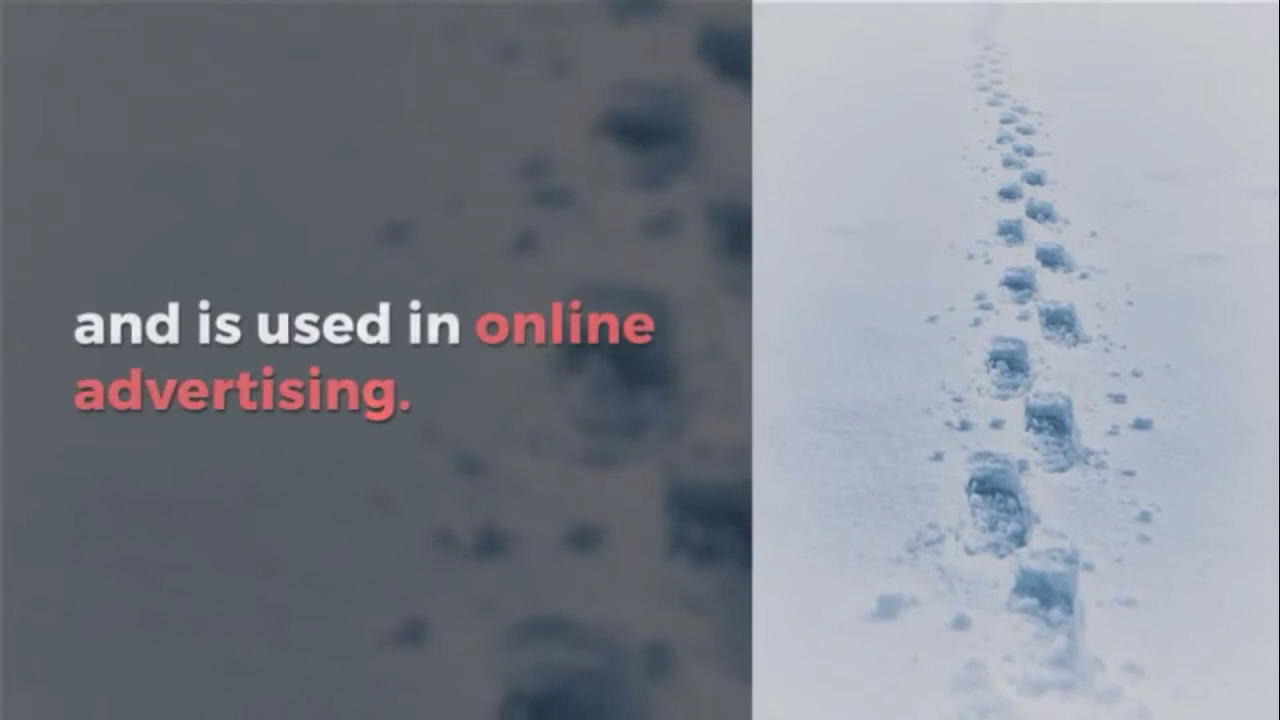 and is used in online
advertising.